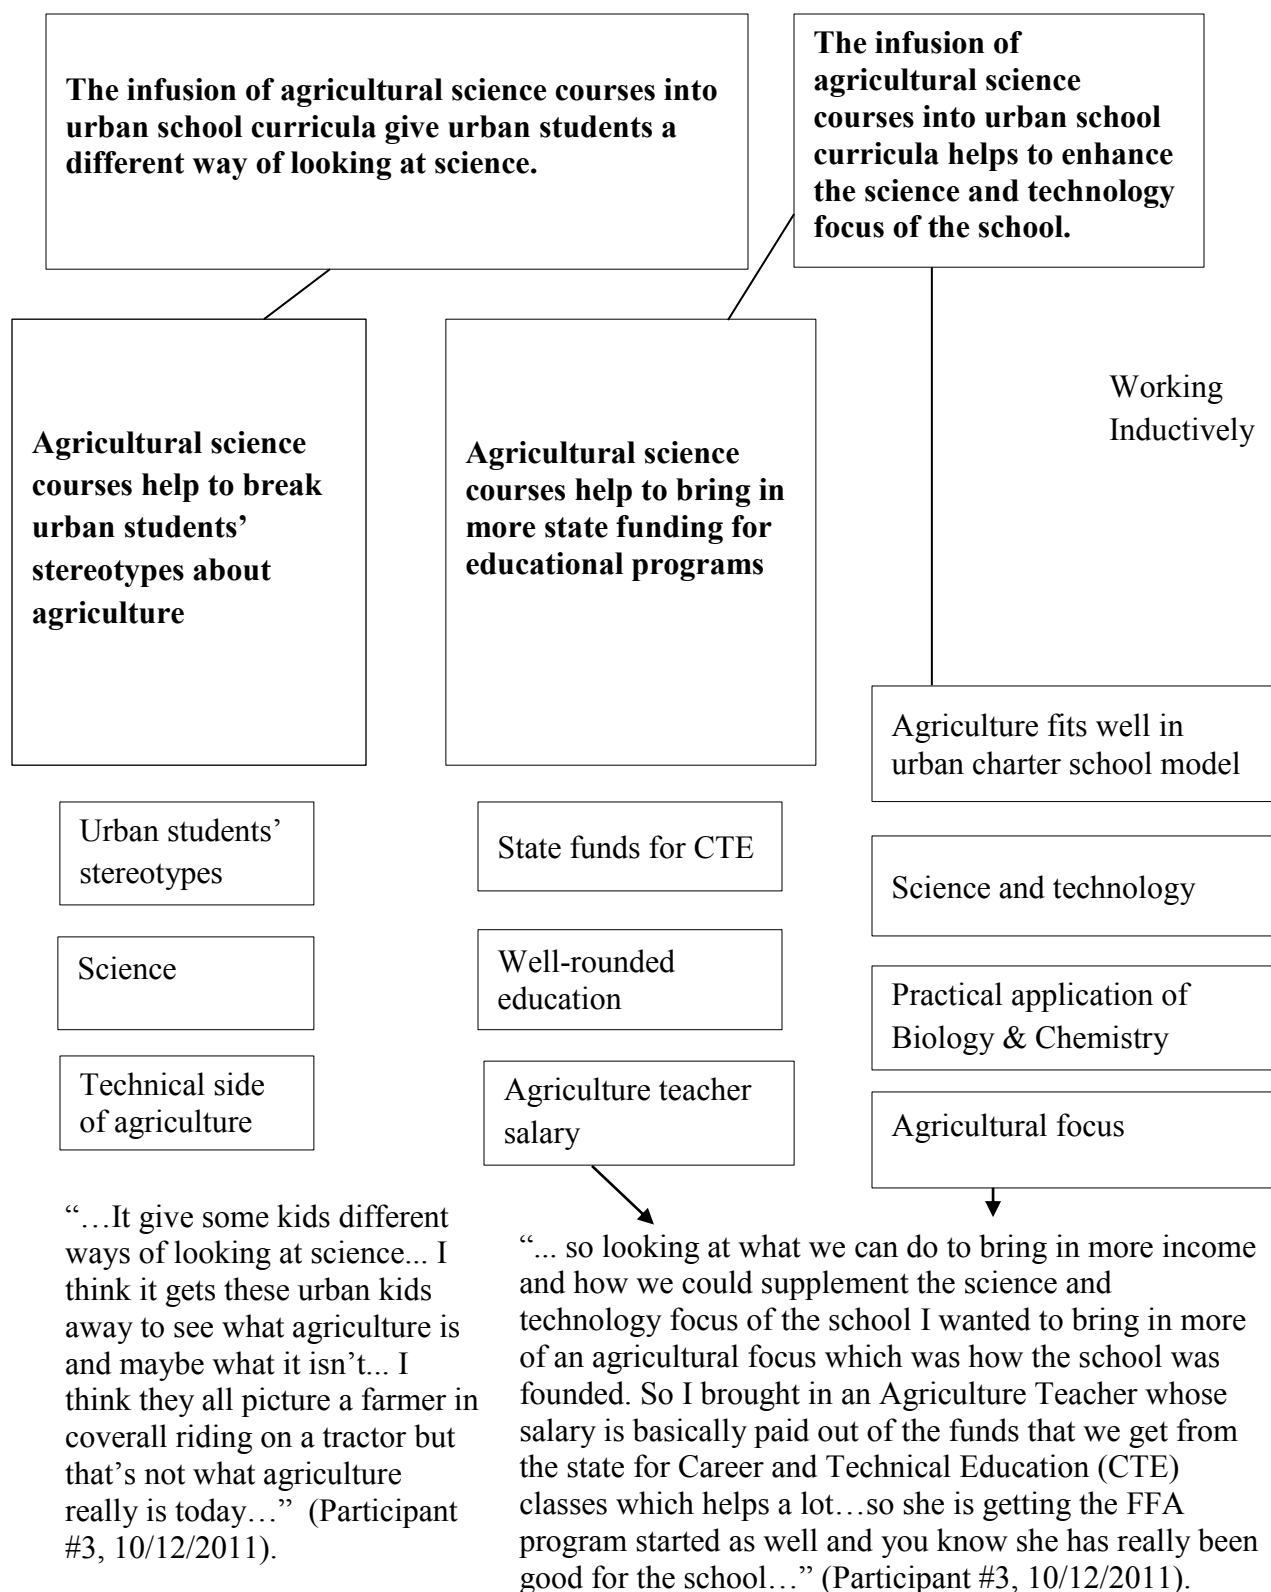 The infusion of agricultural science courses into
urban school curricula give urban students a
different way of looking at science.
The infusion of
agricultural science
courses into urban school
curricula helps to enhance
the science and technology
focus of the school.
Agricultural science
courses help to break
urban students’
stereotypes about
agriculture
Agricultural science
courses help to bring in
more state funding for
educational programs
Working
Inductively
Agriculture fits well in
urban charter school model
Urban students’
stereotypes
State funds for CTE
Science and technology
Science
Well-rounded
education
Practical application of
Biology & Chemistry
Technical side
of agriculture
Agriculture teacher
salary
Agricultural focus
“…It give some kids different
ways of looking at science... I
think it gets these urban kids
away to see what agriculture is
and maybe what it isn’t... I
think they all picture a farmer in
coverall riding on a tractor but
that’s not what agriculture
really is today…” (Participant
#3, 10/12/2011).
“... so looking at what we can do to bring in more income
and how we could supplement the science and
technology focus of the school I wanted to bring in more
of an agricultural focus which was how the school was
founded. So I brought in an Agriculture Teacher whose
salary is basically paid out of the funds that we get from
the state for Career and Technical Education (CTE)
classes which helps a lot…so she is getting the FFA
program started as well and you know she has really been
good for the school…” (Participant #3, 10/12/2011).